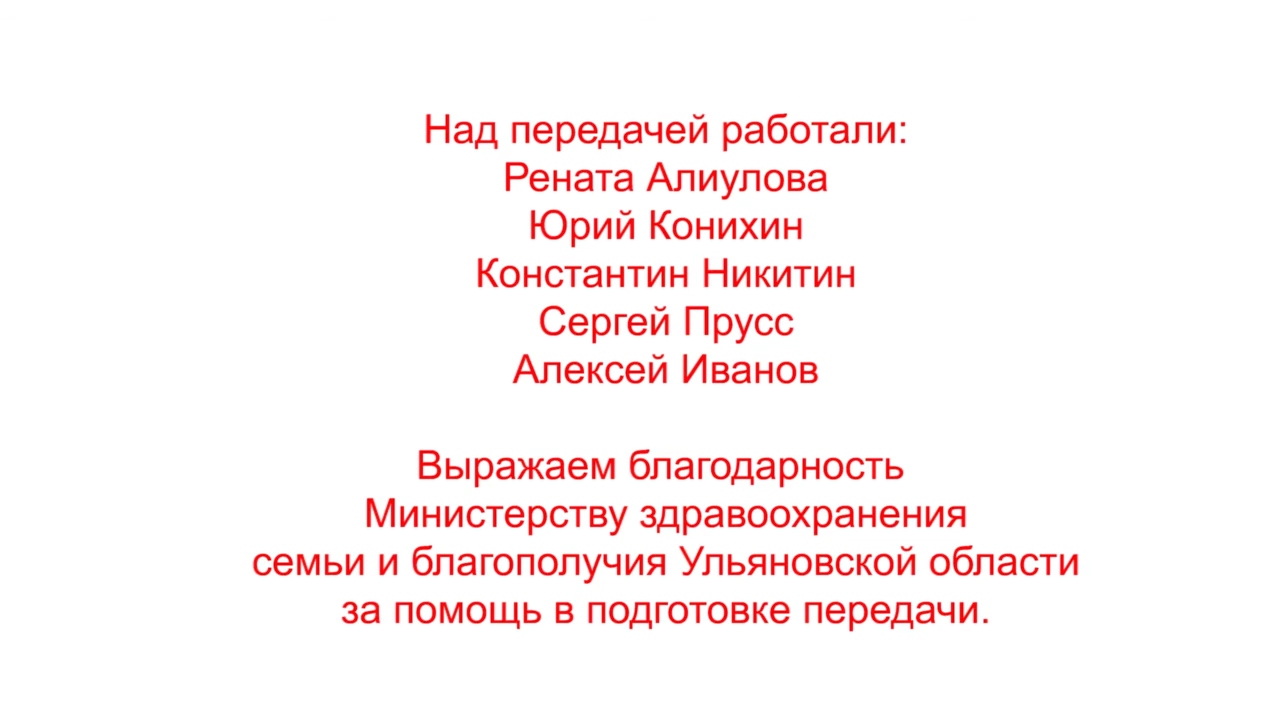 Над передачей работали:
Рената Алиулова
Юрий Конихин
Константин Никитин
Сергей Прусс
Алексей Иванов
Выражаем благодарность
Министерству здравоохранения
семьи и благополучия Ульяновской области
за помощь в подготовке передачи.